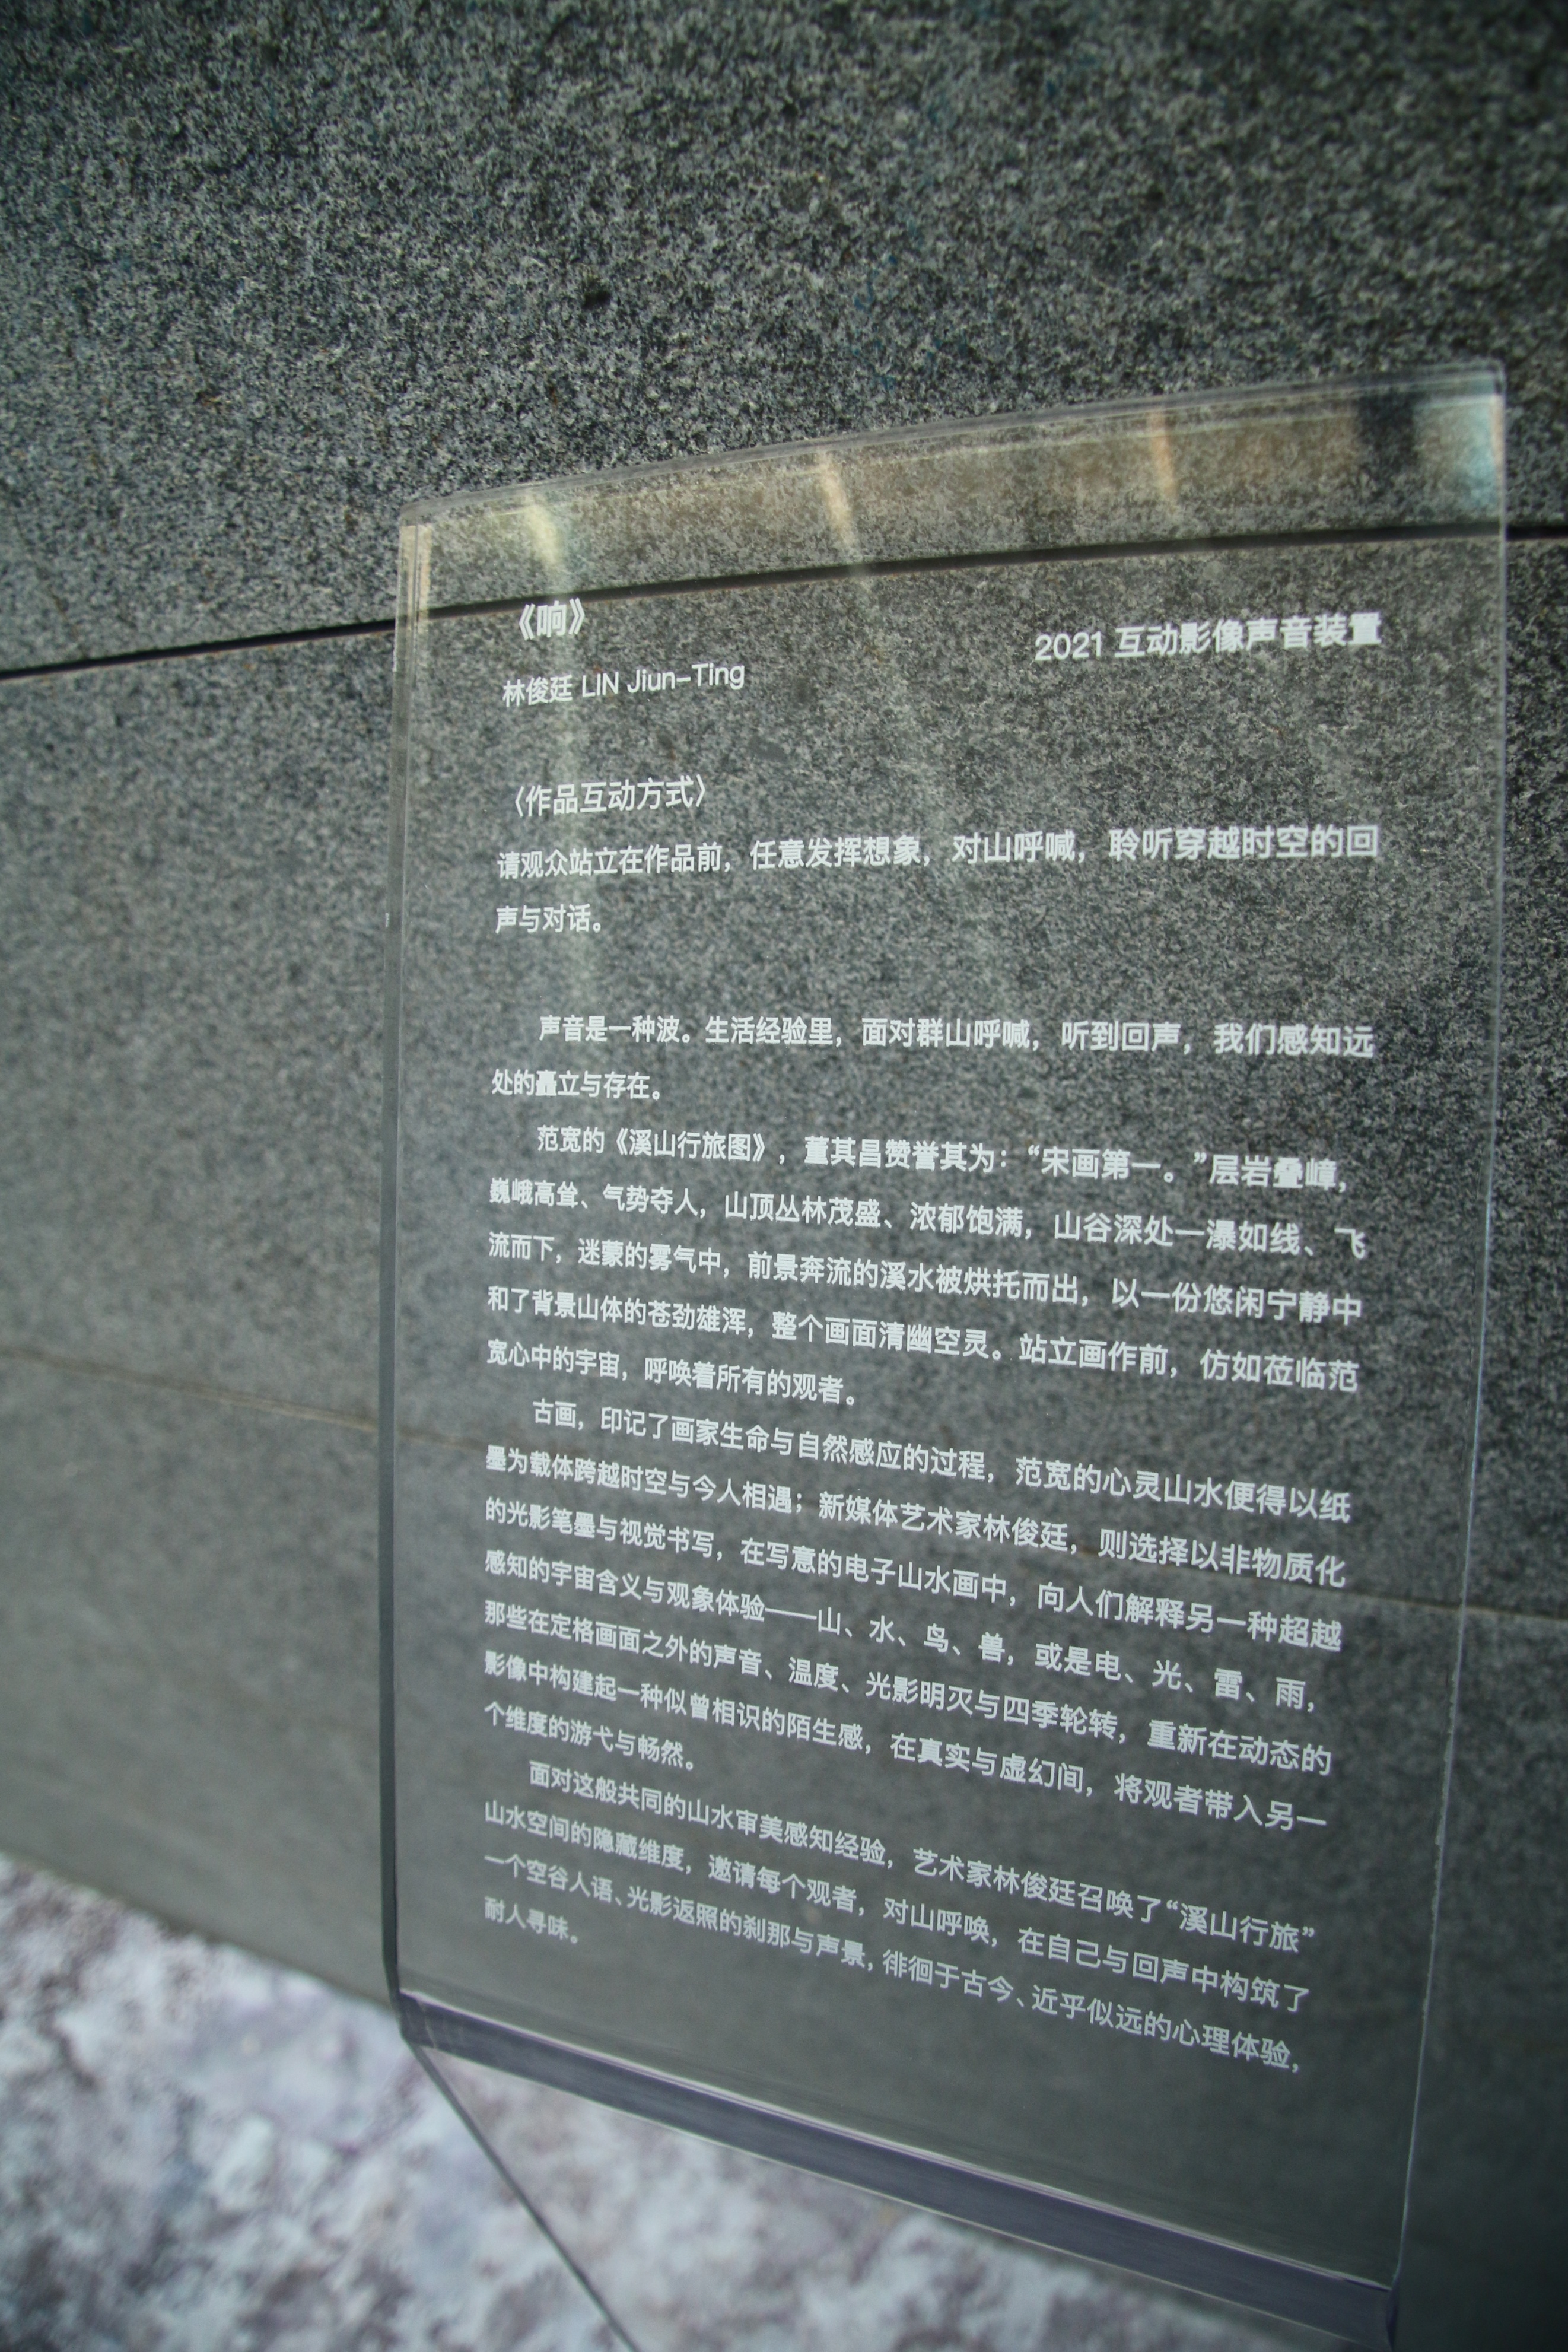 《响》
2021 互动影像声音装置
林俊廷 LIN Jiun-Ting
〈作品互动方式〉
请观众站立在作品前，任意发挥想象，对山呼喊，聆听穿越时空的回
声与对话。
声音是一种波。生活经验里，面对群山呼喊，听到回声，我们感知远
处的矗立与存在。
范宽的《溪山行旅图》，董其昌赞誉其为：“宋画第一。”层岩叠嶂，
巍峨高耸、气势夺人，山顶丛林茂盛、浓郁饱满，山谷深处一瀑如线、飞
流而下，迷蒙的雾气中，前景奔流的溪水被烘托而出，以一份悠闲宁静中
和了背景山体的苍劲雄浑，整个画面清幽空灵。站立画作前，仿如莅临范
宽心中的宇宙，呼唤着所有的观者。
古画，印记了画家生命与自然感应的过程，范宽的心灵山水便得以纸
墨为载体跨越时空与今人相遇；新媒体艺术家林俊廷，则选择以非物质化
的光影笔墨与视觉书写，在写意的电子山水画中，向人们解释另一种超越
感知的宇宙含义与观象体验——山、水、鸟、兽，或是电、光、雷、雨，
那些在定格画面之外的声音、温度、光影明灭与四季轮转，重新在动态的
影像中构建起一种似曾相识的陌生感，在真实与虚幻间，将观者带入另一
个维度的游弋与畅然。
面对这般共同的山水审美感知经验，艺术家林俊廷召唤了“溪山行旅”
山水空间的隐藏维度，邀请每个观者，对山呼唤，在自己与回声中构筑了
一个空谷人语、光影返照的刹那与声景，徘徊于古今、近乎似远的心理体验，
耐人寻味。